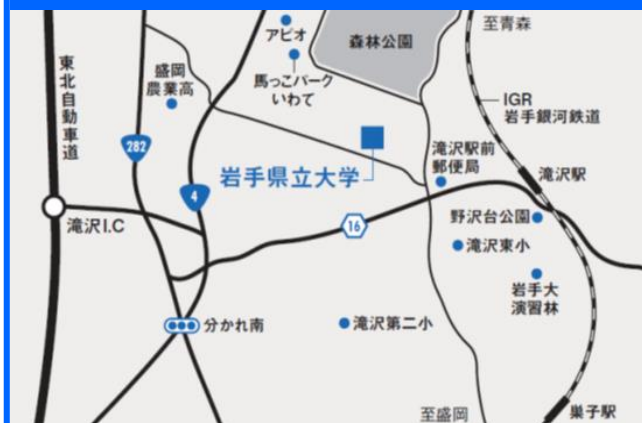 至青森
アピオ
森林公園
東北自動車道
盛岡
農業高
馬っこパーク
いわて
IGR
岩手銀河鉄道
282
岩手県立大学
滝沢駅前
郵便局
滝沢駅
4
滝沢I.C
16
野沢台公園
滝沢東小
岩手大
演習林
分かれ南
滝沢第二小
至盛岡
巣子駅